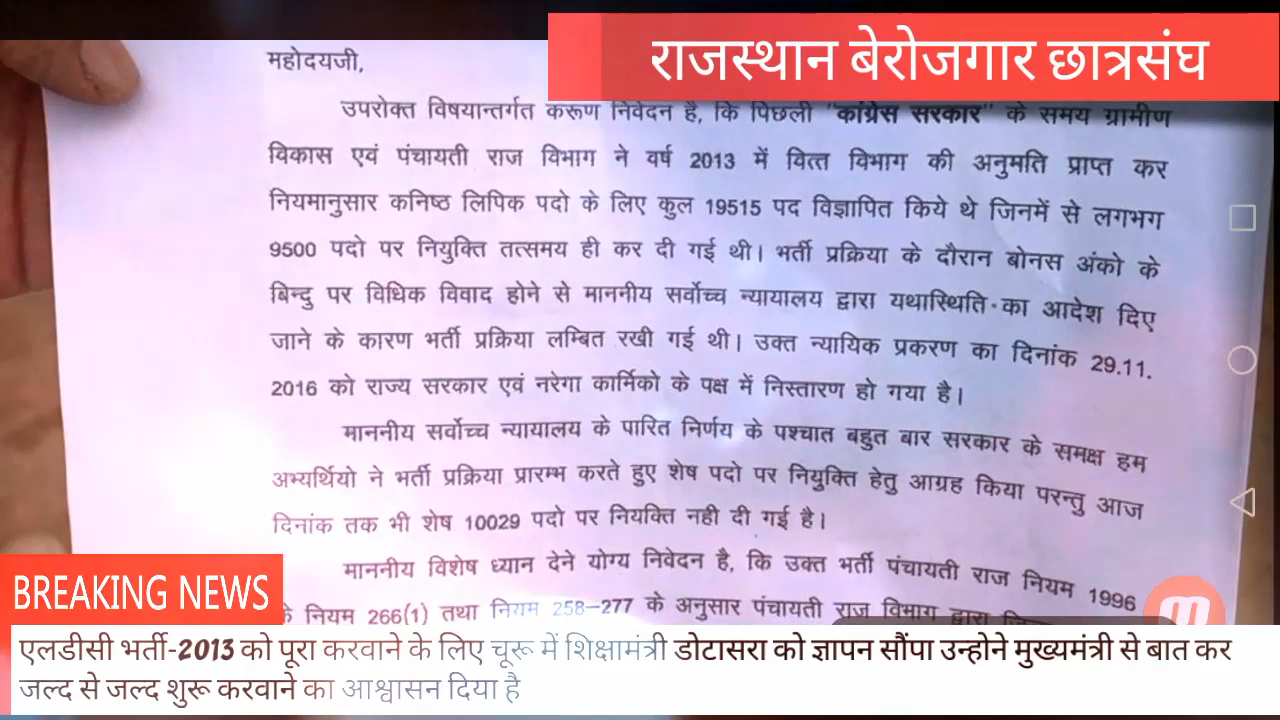 राजस्थान बेरोजगार छात्रसंघ
महोदयजी,
उपरोक्त विषयान्तर्गत करूण निवेदन है, कि पिछली "कांग्रेस सरकार" के समय ग्रामीण
विकास एवं पंचायती राज विभाग ने वर्ष 2013 में वित्त विभाग की अनुमति प्राप्त कर
नियमानुसार कनिष्ठ लिपिक पदो के लिए कुल 19515 पद विज्ञापित किये थे जिनमें से लगभग
9500 पदो पर नियुक्ति तत्समय ही कर दी गई थी। भर्ती प्रक्रिया के दौरान बोनस अंको के
बिन्दु पर विधिक विवाद होने से माननीय सर्वोच्च न्यायालय द्वारा यथास्थिति का आदेश दिए
जाने के कारण भर्ती प्रक्रिया लम्बित रखी गई थी। उक्त न्यायिक प्रकरण का दिनांक 29.11.
2016 को राज्य सरकार एवं नरेगा कार्मिको के पक्ष में निस्तारण हो गया है।
माननीय सर्वोच्च न्यायालय के पारित निर्णय के पश्चात बहुत बार सरकार के समक्ष हम
अभ्यर्थियो ने भर्ती प्रक्रिया प्रारम्भ करते हुए शेष पदो पर नियुक्ति हेतु आग्रह किया परन्तु आज
दिनांक तक भी शेष 10029 पदो पर नियक्ति नही दी गई है।
माननीय विशेष ध्यान देने योग्य निवेदन है, कि उक्त भर्ती पंचायती राज नियम 1996
नियम 266(1) तथा नियम 258–277 के अनुसार पंचायती राज विभाग द्वारा
BREAKING NEWS
एलडीसी भर्ती-2013 को पूरा करवाने के लिए चूरू में शिक्षामंत्री डोटासरा को ज्ञापन सौंपा उन्होने मुख्यमंत्री से बात कर
जल्द से जल्द शुरू करवाने का आश्वासन दिया है